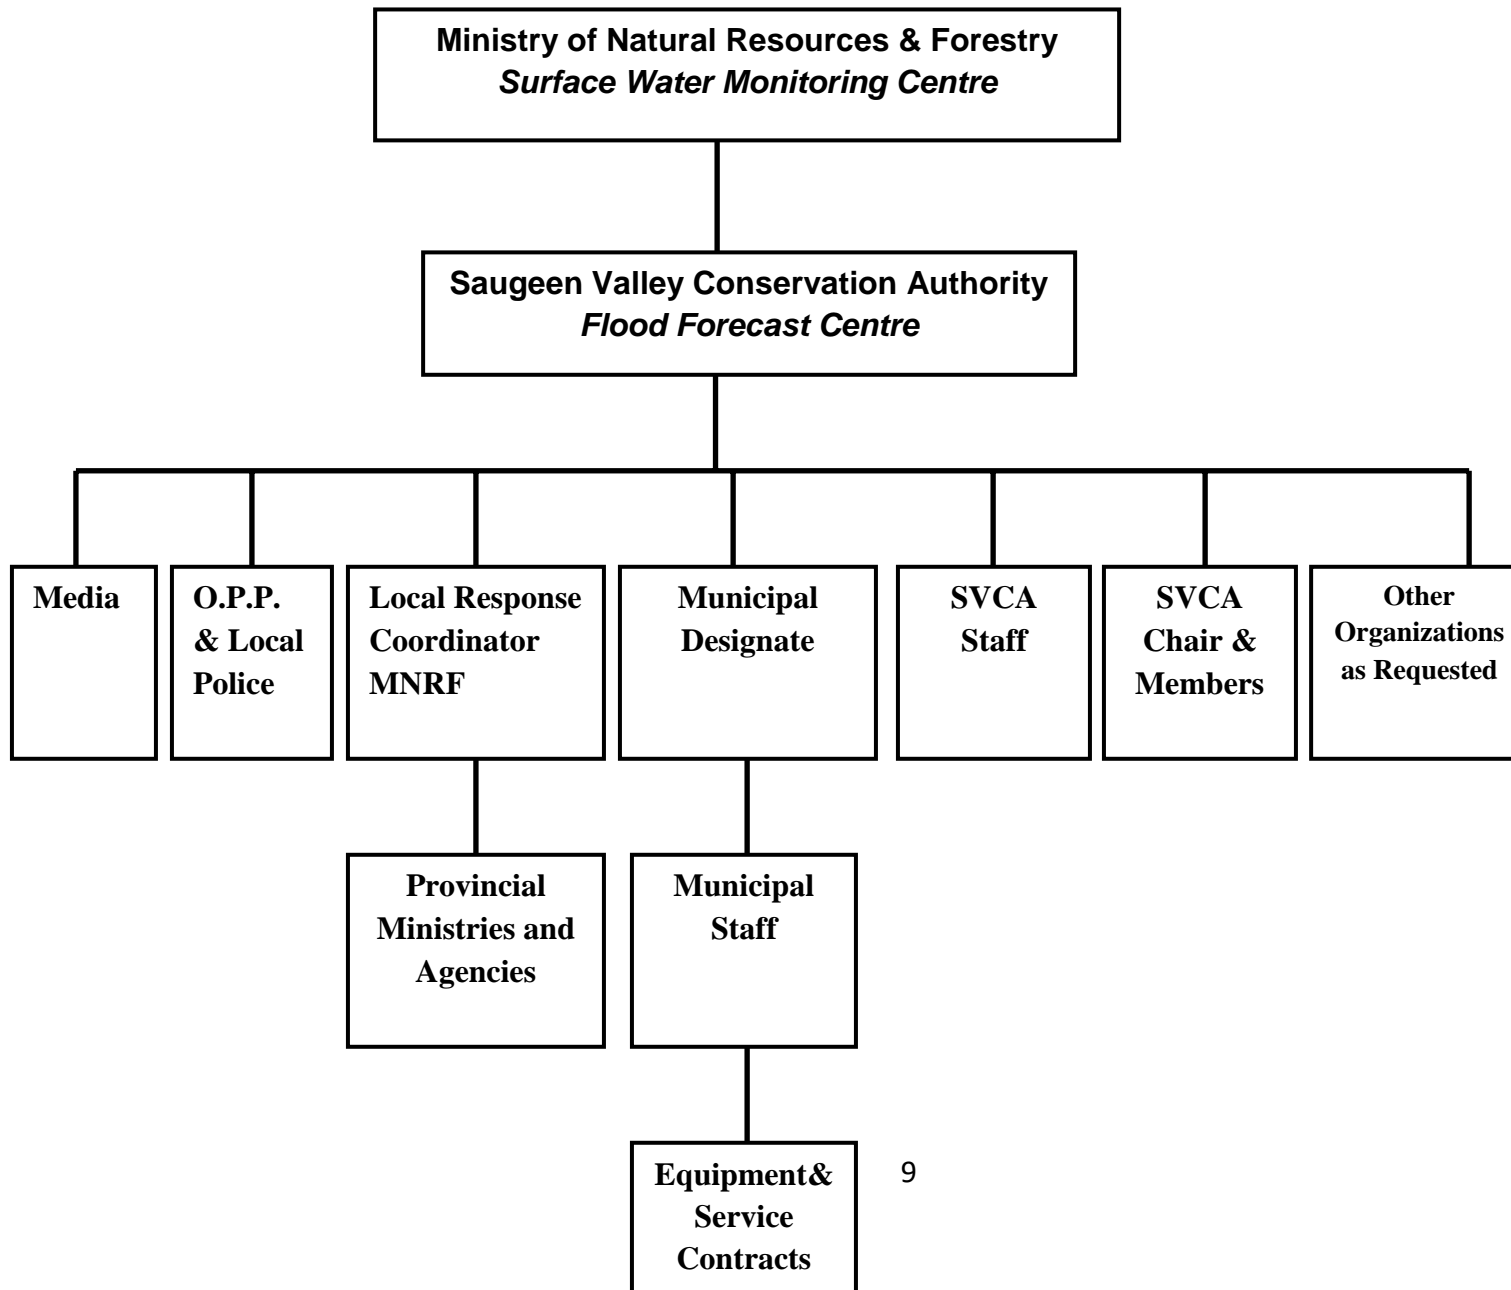 Ministry of Natural Resources & Forestry
Surface Water Monitoring Centre
Saugeen Valley Conservation Authority
Flood Forecast Centre
Media
O.P.P.
& Local
Police
Local Response
Coordinator
MNRF
Municipal
Designate
SVCA
Staff
SVCA
Chair &
Members
Other
Organizations
as Requested
Provincial
Ministries and
Agencies
Municipal
Staff
Equipment&
Service
Contracts
9